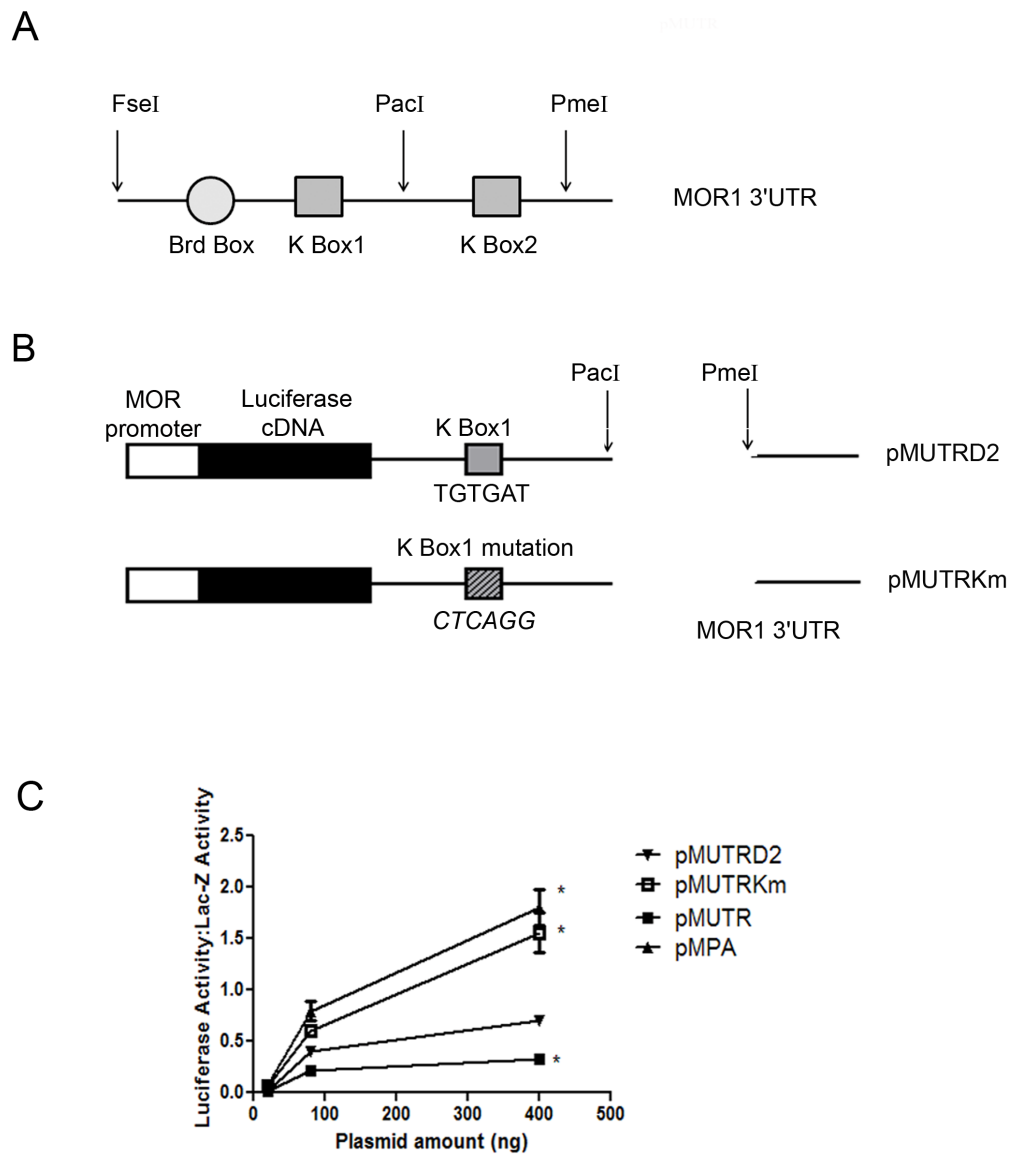 A
FseI
PacI
PmeI
MOR1 3'UTR
Brd Box
K Box1
K Box2
B
PacI
PmeI
MOR
promoter
Luciferase
cDNA
K Box1
pMUTRD2
TGTGAT
K Box1 mutation
pMUTRKm
CTCAGG
MOR1 3'UTR
C
Luciferase Activity:Lac-Z Activity
2.5
2.0
1.5
1.0
0.5
0.0
*
*
*
pMUTRD2
pMUTRKm
pMUTR
pMPA
0 100 200 300 400 500
Plasmid amount (ng)